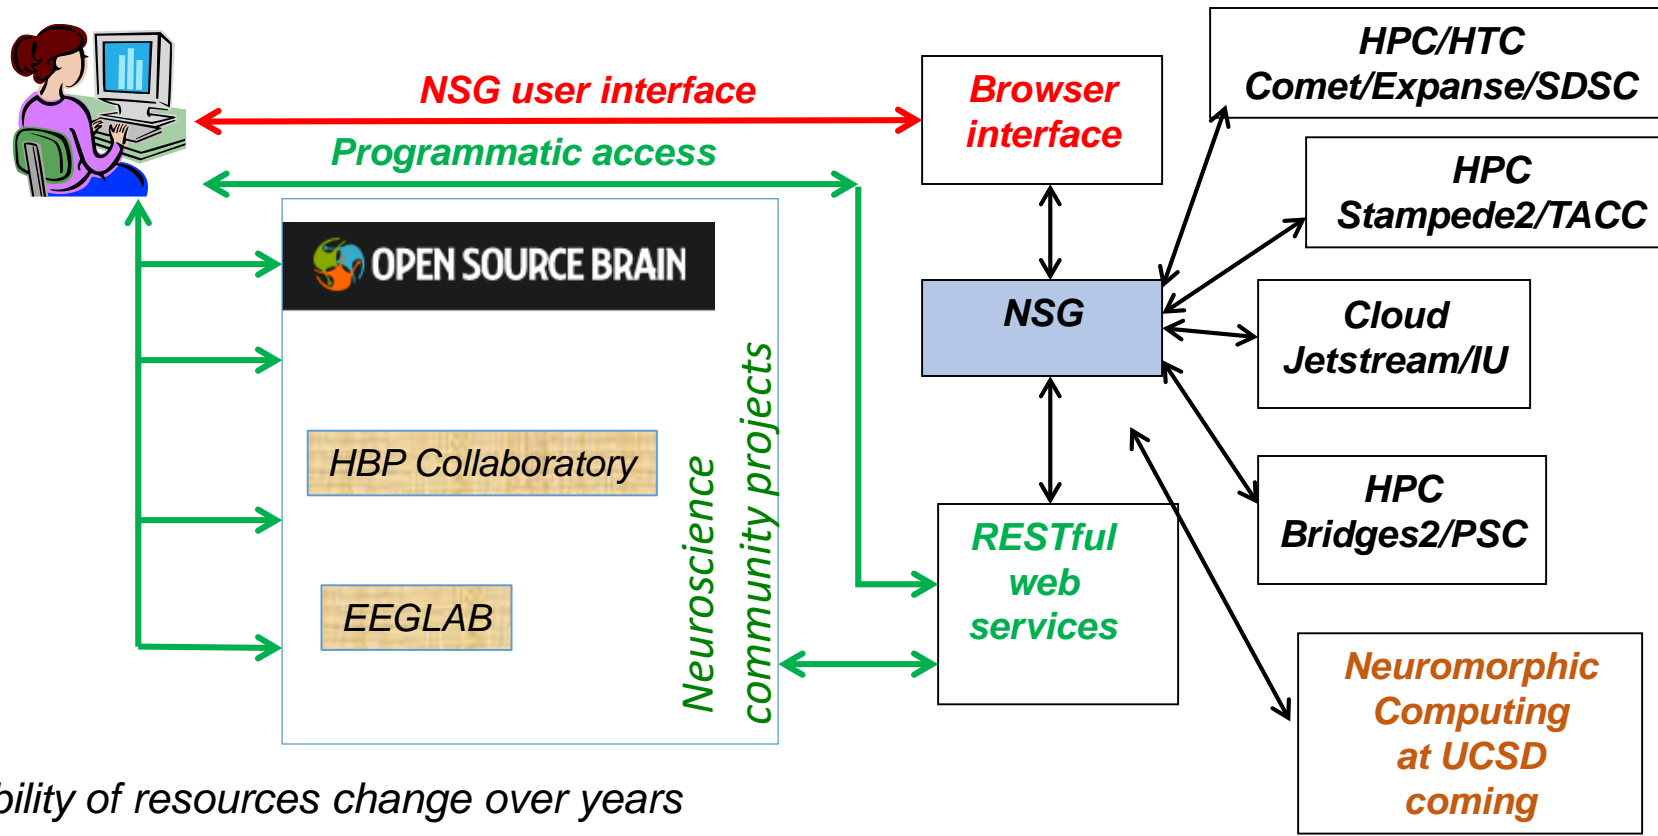 NSG user interface
Programmatic access
OPEN SOURCE BRAIN
HBP Collaboratory
EEGLAB
Neuroscience
community projects
Browser
interface
NSG
RESTful
web
services
HPC/HTC
Comet/Expanse/SDSC
HPC
Stampede2/TACC
Cloud
Jetstream/IU
HPC
Bridges2/PSC
Neuromorphic
Computing
at UCSD
coming
bility of resources change over years